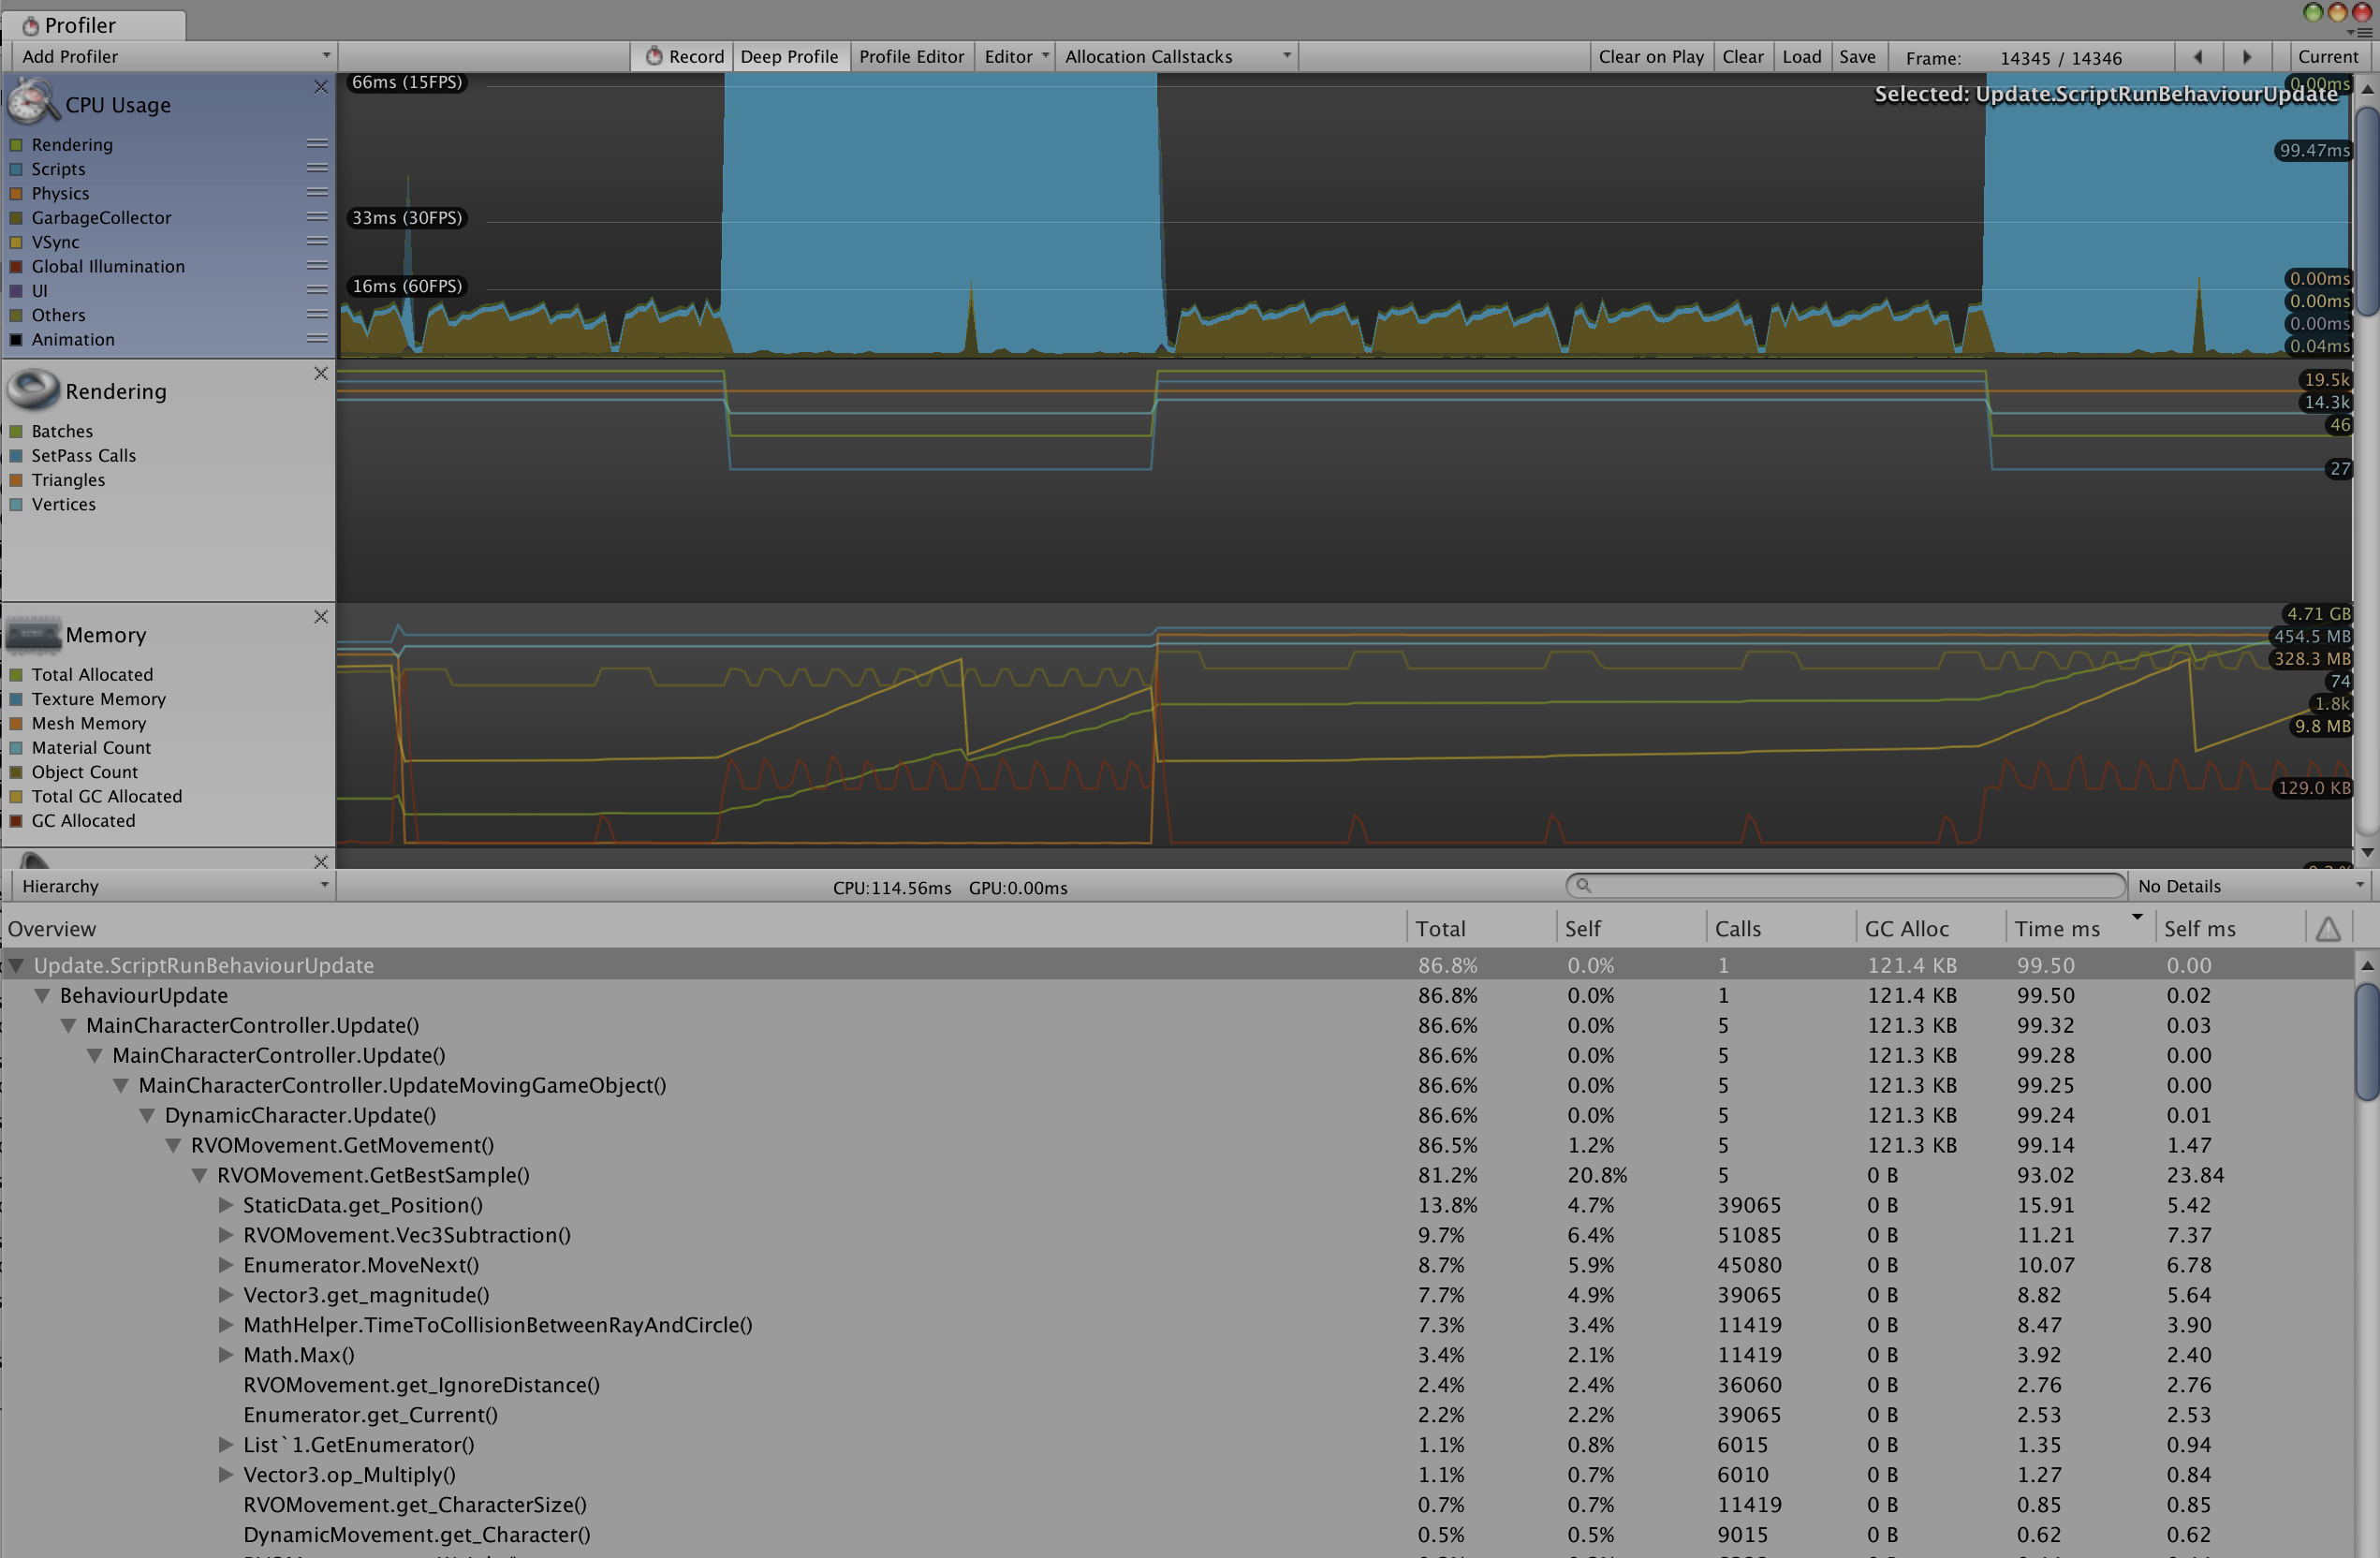 Profiler
Add Profiler Record Deep Profile Profile Editor Editor Allocation Callstacks Clear on Play Clear Load Save Frame: 14345 / 14346 Current
CPU Usage
Rendering
Scripts
Physics
GarbageCollector
VSync
Global Illumination
UI
Others
Animation
66ms (15FPS)
33ms (30FPS)
16ms (60FPS)
Selected: Update.ScriptRunBehaviourUpdate
0.00ms
99.47ms
0.00ms
0.00ms
0.00ms
0.04ms
Rendering
Batches
SetPass Calls
Triangles
Vertices
19.5k
14.3k
46
27
Memory
Total Allocated
Texture Memory
Mesh Memory
Material Count
Object Count
Total GC Allocated
GC Allocated
4.71 GB
454.5 MB
328.3 MB
74
1.8k
9.8 MB
129.0 KB
Hierarchy CPU:114.56ms GPU:0.00ms No Details
Overview Total Self Calls GC Alloc Time ms Self ms
Update.ScriptRunBehaviourUpdate 86.8% 0.0% 1 121.4 KB 99.50 0.00
BehaviourUpdate 86.8% 0.0% 1 121.4 KB 99.50 0.02
MainCharacterController.Update() 86.6% 0.0% 5 121.3 KB 99.32 0.03
MainCharacterController.Update() 86.6% 0.0% 5 121.3 KB 99.28 0.00
MainCharacterController.UpdateMovingGameObject() 86.6% 0.0% 5 121.3 KB 99.25 0.00
DynamicCharacter.Update() 86.6% 0.0% 5 121.3 KB 99.24 0.01
RVOMovement.GetMovement() 86.5% 1.2% 5 121.3 KB 99.14 1.47
RVOMovement.GetBestSample() 81.2% 20.8% 5 0 B 93.02 23.84
StaticData.get_Position() 13.8% 4.7% 39065 0 B 15.91 5.42
RVOMovement.Vec3Subtraction() 9.7% 6.4% 51085 0 B 11.21 7.37
Enumerator.MoveNext() 8.7% 5.9% 45080 0 B 10.07 6.78
Vector3.get_magnitude() 7.7% 4.9% 39065 0 B 8.82 5.64
MathHelper.TimeToCollisionBetweenRayAndCircle() 7.3% 3.4% 11419 0 B 8.47 3.90
Math.Max() 3.4% 2.1% 11419 0 B 3.92 2.40
RVOMovement.get_IgnoreDistance() 2.4% 2.4% 36060 0 B 2.76 2.76
Enumerator.get_Current() 2.2% 2.2% 39065 0 B 2.53 2.53
List`1.GetEnumerator() 1.1% 0.8% 6015 0 B 1.35 0.94
Vector3.op_Multiply() 1.1% 0.7% 6010 0 B 1.27 0.84
RVOMovement.get_CharacterSize() 0.7% 0.7% 11419 0 B 0.85 0.85
DynamicMovement.get_Character() 0.5% 0.5% 9015 0 B 0.62 0.62